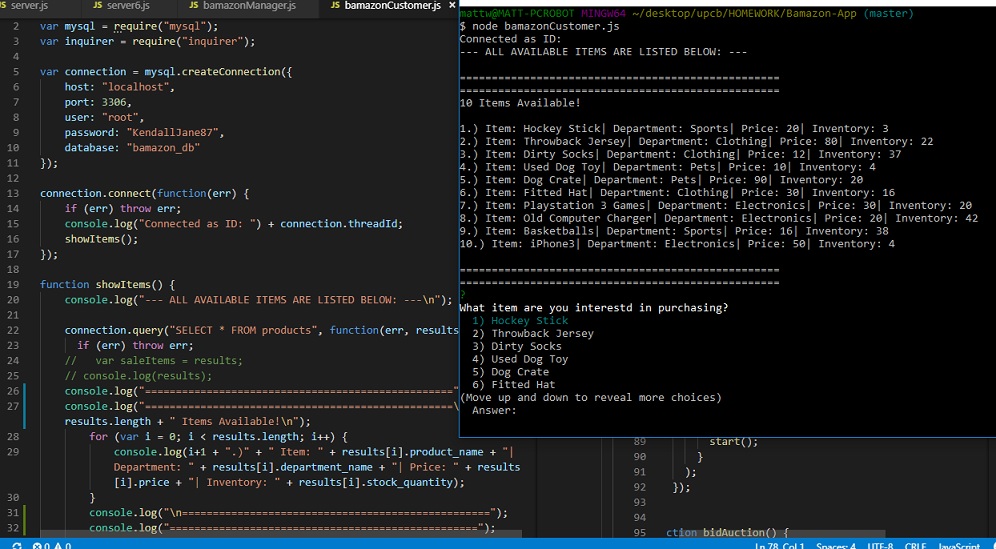 server.js
JS server6.js
JS bamazonManager.js
JS bamazonCustomer.js ×
2 var mysql = require("mysql");
3 var inquirer = require("inquirer");
4
5 var connection = mysql.createConnection({
6 host: "localhost",
7 port: 3306,
8 user: "root",
9 password: "KendallJane87",
10 database: "bamazon_db"
11 });
12
13 connection.connect(function(err) {
14 if (err) throw err;
15 console.log("Connected as ID: ") + connection.threadId;
16 showItems();
17 });
18
19 function showItems() {
20 console.log("--- ALL AVAILABLE ITEMS ARE LISTED BELOW: ---\n");
21
22 connection.query("SELECT * FROM products", function(err, results
23 if (err) throw err;
24 // var saleItems = results;
25 // console.log(results);
26 console.log("==================================================="
27 console.log("===================================================\
results.length + " Items Available!\n");
28 for (var i = 0; i < results.length; i++) {
29 console.log(i+1 + ".)" + " Item: " + results[i].product_name + "|
Department: " + results[i].department_name + "| Price: " + results
[i].price + "| Inventory: " + results[i].stock_quantity);
30 }
31 console.log("\n===================================================");
32 console.log("===================================================");
mattw@MATT-PCROBOT MINGW64 ~/desktop/upcb/HOMEWORK/Bamazon-App (master)
$ node bamazonCustomer.js
Connected as ID:
--- ALL AVAILABLE ITEMS ARE LISTED BELOW: ---
===================================================
===================================================
10 Items Available!
1.) Item: Hockey Stick| Department: Sports| Price: 20| Inventory: 3
2.) Item: Throwback Jersey| Department: Clothing| Price: 80| Inventory: 22
3.) Item: Dirty Socks| Department: Clothing| Price: 12| Inventory: 37
4.) Item: Used Dog Toy| Department: Pets| Price: 10| Inventory: 4
5.) Item: Dog Crate| Department: Pets| Price: 90| Inventory: 20
6.) Item: Fitted Hat| Department: Clothing| Price: 30| Inventory: 16
7.) Item: Playstation 3 Games| Department: Electronics| Price: 30| Inventory: 20
8.) Item: Old Computer Charger| Department: Electronics| Price: 20| Inventory: 42
9.) Item: Basketballs| Department: Sports| Price: 16| Inventory: 38
10.) Item: iPhone3| Department: Electronics| Price: 50| Inventory: 4
===================================================
===================================================
?
What item are you interestd in purchasing?
1) Hockey Stick
2) Throwback Jersey
3) Dirty Socks
4) Used Dog Toy
5) Dog Crate
6) Fitted Hat
(Move up and down to reveal more choices)
Answer:
89 start();
90 }
91 );
92 });
93
94
95 ction bidAuction() {
0 0
Ln 78, Col 1 Spaces: 4 UTF-8 CRLF JavaScript